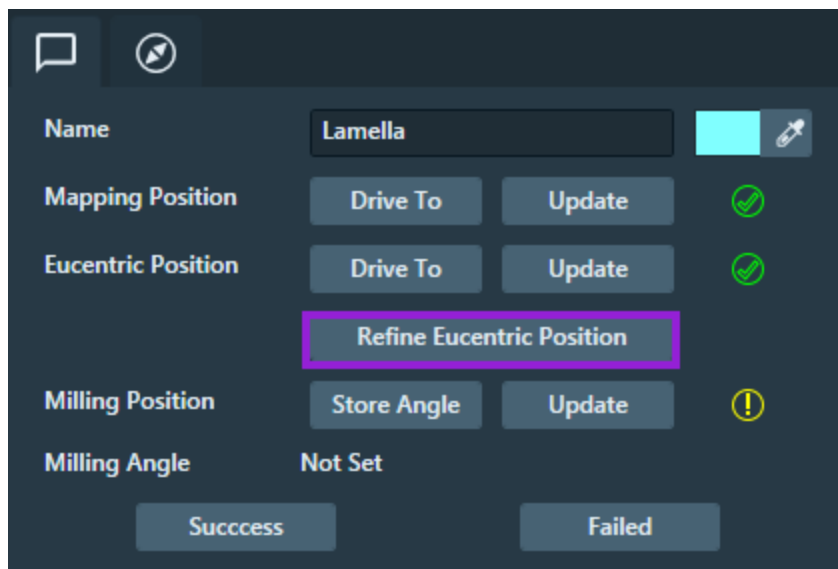 Name Lamella
Mapping Position Drive To Update
Eucentric Position Drive To Update
Refine Eucentric Position
Milling Position Store Angle Update
Milling Angle Not Set
Succcess Failed